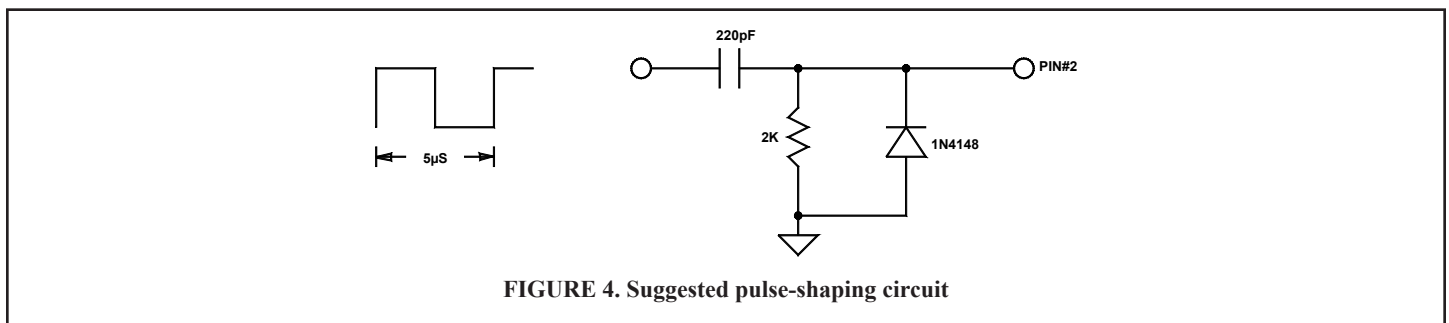 220pF
PIN#2
2K
1N4148
5µS
FIGURE 4. Suggested pulse-shaping circuit